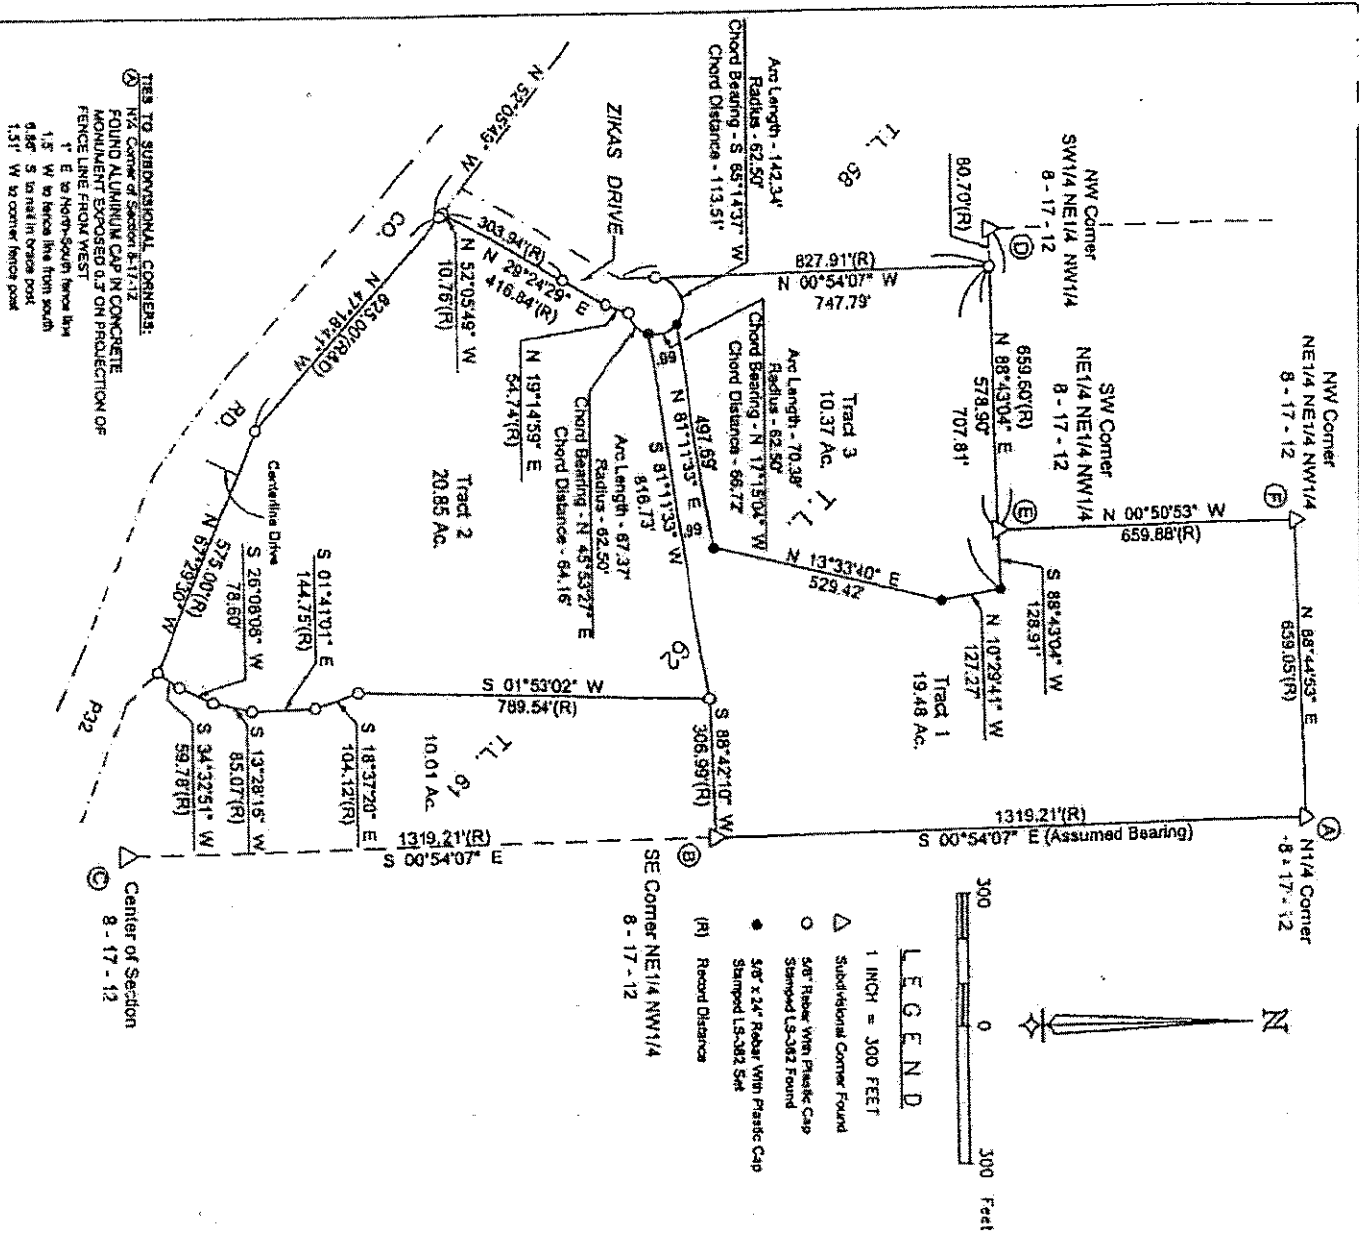 NW Corner
NE1/4 NE1/4 NW1/4
8 - 17 - 12
F
N 88°44'53" E
659.05'(R)
A
N1/4 Corner
8 - 17 - 12
N 00°50'53" W
659.88'(R)
1319.21'(R)
S 00°54'07" E (Assumed Bearing)
NW Corner
SW1/4 NE1/4 NW1/4
8 - 17 - 12
D
80.70'(R)
SW Corner
NE1/4 NE1/4 NW1/4
8 - 17 - 12
E
659.60'(R)
N 88°43'04" E
578.90'
707.81'
S 88°43'04" W
128.91'
N 10°29'41" W
127.27'
Tract 1
19.48 Ac.
T.L. 58
827.91'(R)
N 00°54'07" W
747.79'
Tract 3
10.37 Ac.
T.L.
N 13°33'40" E
529.42'
Arc Length - 142.34'
Radius - 62.50'
Chord Bearing - S 65°14'37" W
Chord Distance - 113.51'
Arc Length - 70.38'
Radius - 62.50'
Chord Bearing - N 17°15'04" W
Chord Distance - 66.72'
497.69'
N 81°11'33" E
S 81°11'33" W
816.73'
62
Arc Length - 67.37'
Radius - 62.50'
Chord Bearing - N 45°53'27" E
Chord Distance - 64.16'
ZIKAS DRIVE
N 19°14'59" E
54.74'(R)
303.94'(R)
N 29°24'29" E
416.84'(R)
N 52°05'49" W
N 52°05'49" W
10.76'(R)
Tract 2
20.85 Ac.
CO.
RD.
P32
N 47°18'41" W
625.00'(R&D)
Centerline Drive
N 67°29'30" W
575.00'(R)
S 88°42'10" W
306.99'(R)
B
SE Corner NE1/4 NW1/4
8 - 17 - 12
S 01°53'02" W
789.54'(R)
T.L. 61
10.01 Ac.
S 18°37'20" E
104.12'(R)
S 01°41'01" E
144.75'(R)
S 13°28'15" W
85.07'(R)
S 26°08'08" W
78.60'
S 34°32'51" W
59.78'(R)
1319.21'(R)
S 00°54'07" E
C
Center of Section
8 - 17 - 12
N
300 0 300 Feet
LEGEND
1 INCH = 300 FEET
Subdivisional Corner Found
5/8" Rebar With Plastic Cap
Stamped LS-362 Found
5/8" x 24" Rebar With Plastic Cap
Stamped LS-382 Set
(R) Record Distance
TIES TO SUBDIVISIONAL CORNERS:
A N1/4 Corner of Section 8-17-12
FOUND ALUMINUM CAP IN CONCRETE
MONUMENT EXPOSED 0.3' ON PROJECTION OF
FENCE LINE FROM WEST
1' E to North-South fence line
1.5' W to fence line from south
6.88' S to nail in brace post
1.51' W to corner fence post